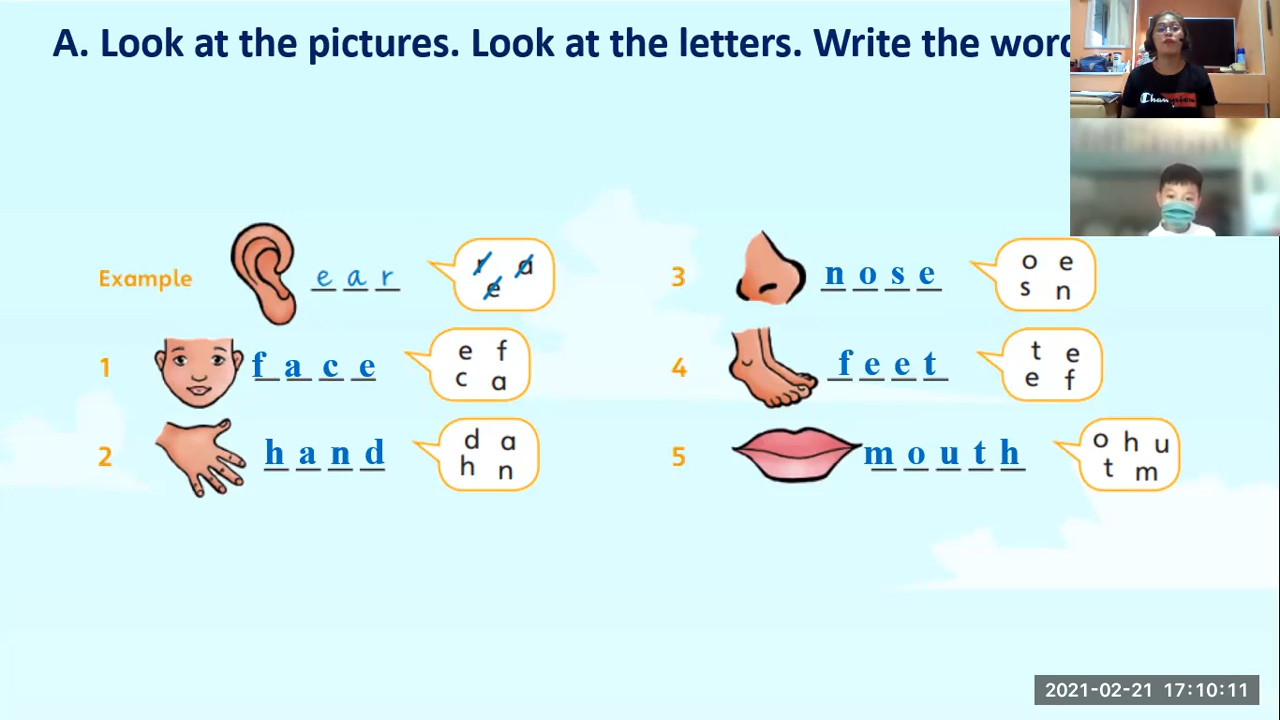 A. Look at the pictures. Look at the letters. Write the word
Example
e a r
r a
e
1
f a c e
e f
c a
2
h a n d
d a
h n
3
n o s e
o e
s n
4
f e e t
t e
e f
5
m o u t h
o h u
t m
Champion
2021-02-21 17:10:11